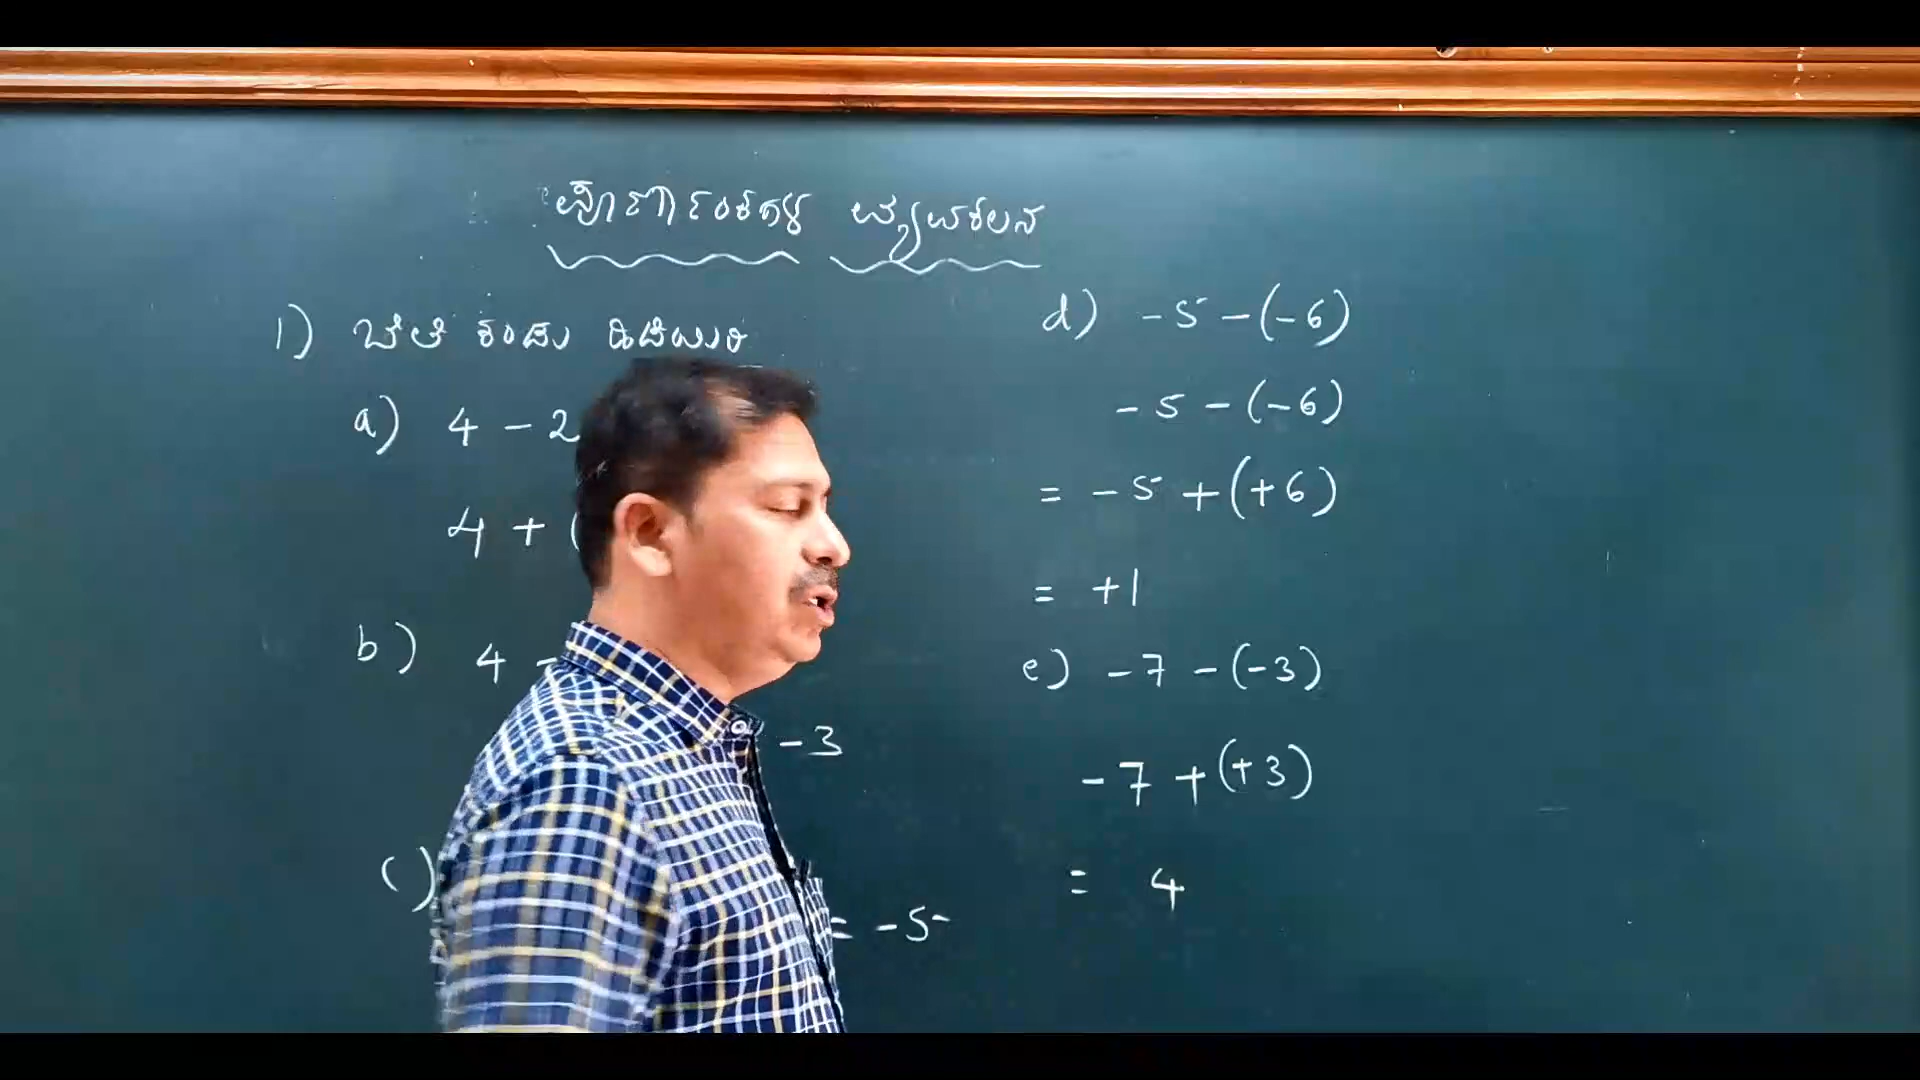 ಪೂರ್ಣಾಂಕಗಳ ವ್ಯವಕಲನ
1) ಬೆಲೆ ಕಂಡು ಹಿಡಿಯಿರಿ
a) 4 - 2
4 + (
b) 4 -
- 3
c)
= - 5
d) - 5 - (- 6)
- 5 - (- 6)
= - 5 + (+ 6)
= + 1
e) - 7 - (- 3)
- 7 + (+ 3)
= 4